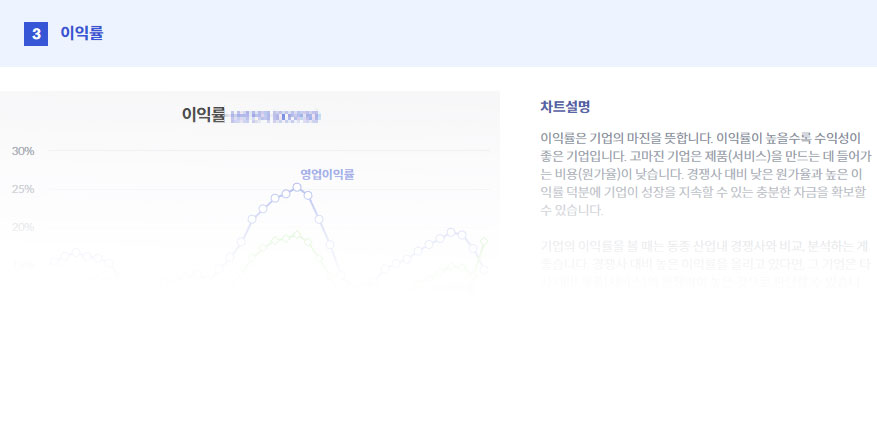 3 이익률
이익률
차트설명
30%
25%
20%
15%
영업이익률
이익률은 기업의 마진을 뜻합니다. 이익률이 높을수록 수익성이
좋은 기업입니다. 고마진 기업은 제품(서비스)을 만드는 데 들어가
는 비용(원가율)이 낮습니다. 경쟁사 대비 낮은 원가율과 높은 이
익률 덕분에 기업이 성장을 지속할 수 있는 충분한 자금을 확보할
수 있습니다.
기업의 이익률을 볼 때는 동종 산업내 경쟁사와 비교, 분석하는 게
좋습니다. 경쟁사 대비 높은 이익률을 올리고 있다면, 그 기업은 타